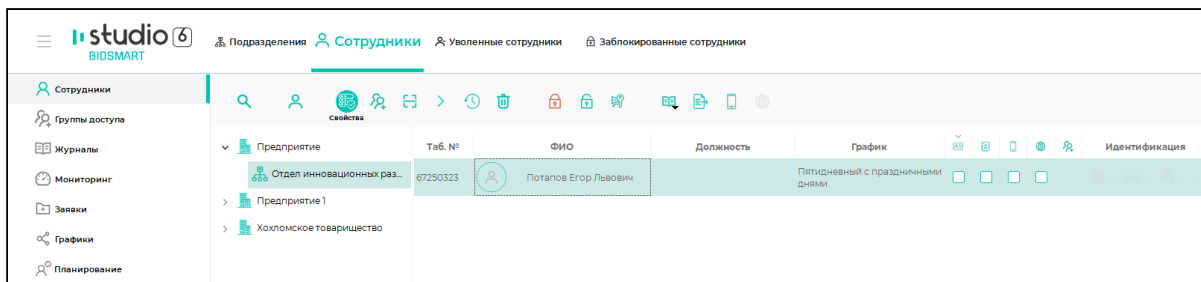 studio 6
BIOSMART
Подразделения Сотрудники Уволенные сотрудники Заблокированные сотрудники
Сотрудники
Группы доступа
Журналы
Мониторинг
Заявки
Графики
Планирование
Свойства
Предприятие
Отдел инновационных раз...
Предприятие 1
Хохломское товарищество
Таб. № ФИО Должность График Идентификация
67250323 Потапов Егор Львович Пятидневный с праздничными
днями